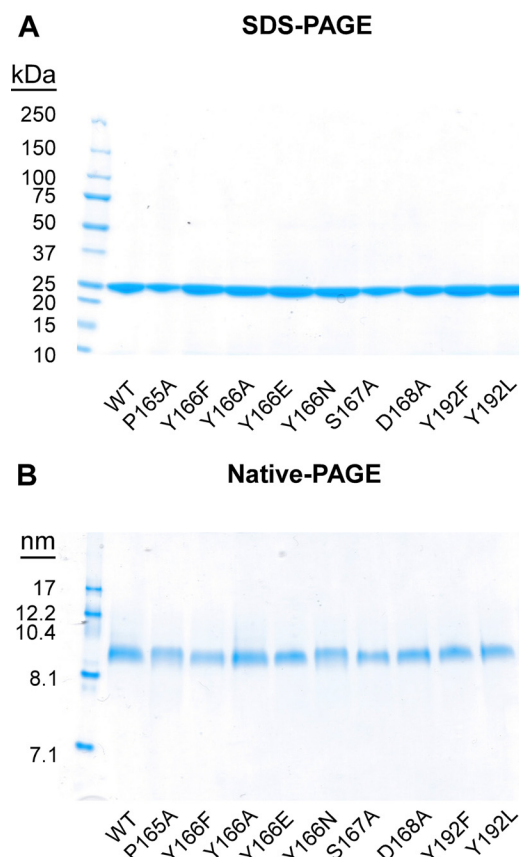 A
SDS-PAGE
kDa
250
150
100
75
50
37
25
20
15
10
WT
P165A
Y166F
Y166A
Y166E
Y166N
S167A
D168A
Y192F
Y192L
B
Native-PAGE
nm
17
12.2
10.4
8.1
7.1
WT
P165A
Y166F
Y166A
Y166E
Y166N
S167A
D168A
Y192F
Y192L